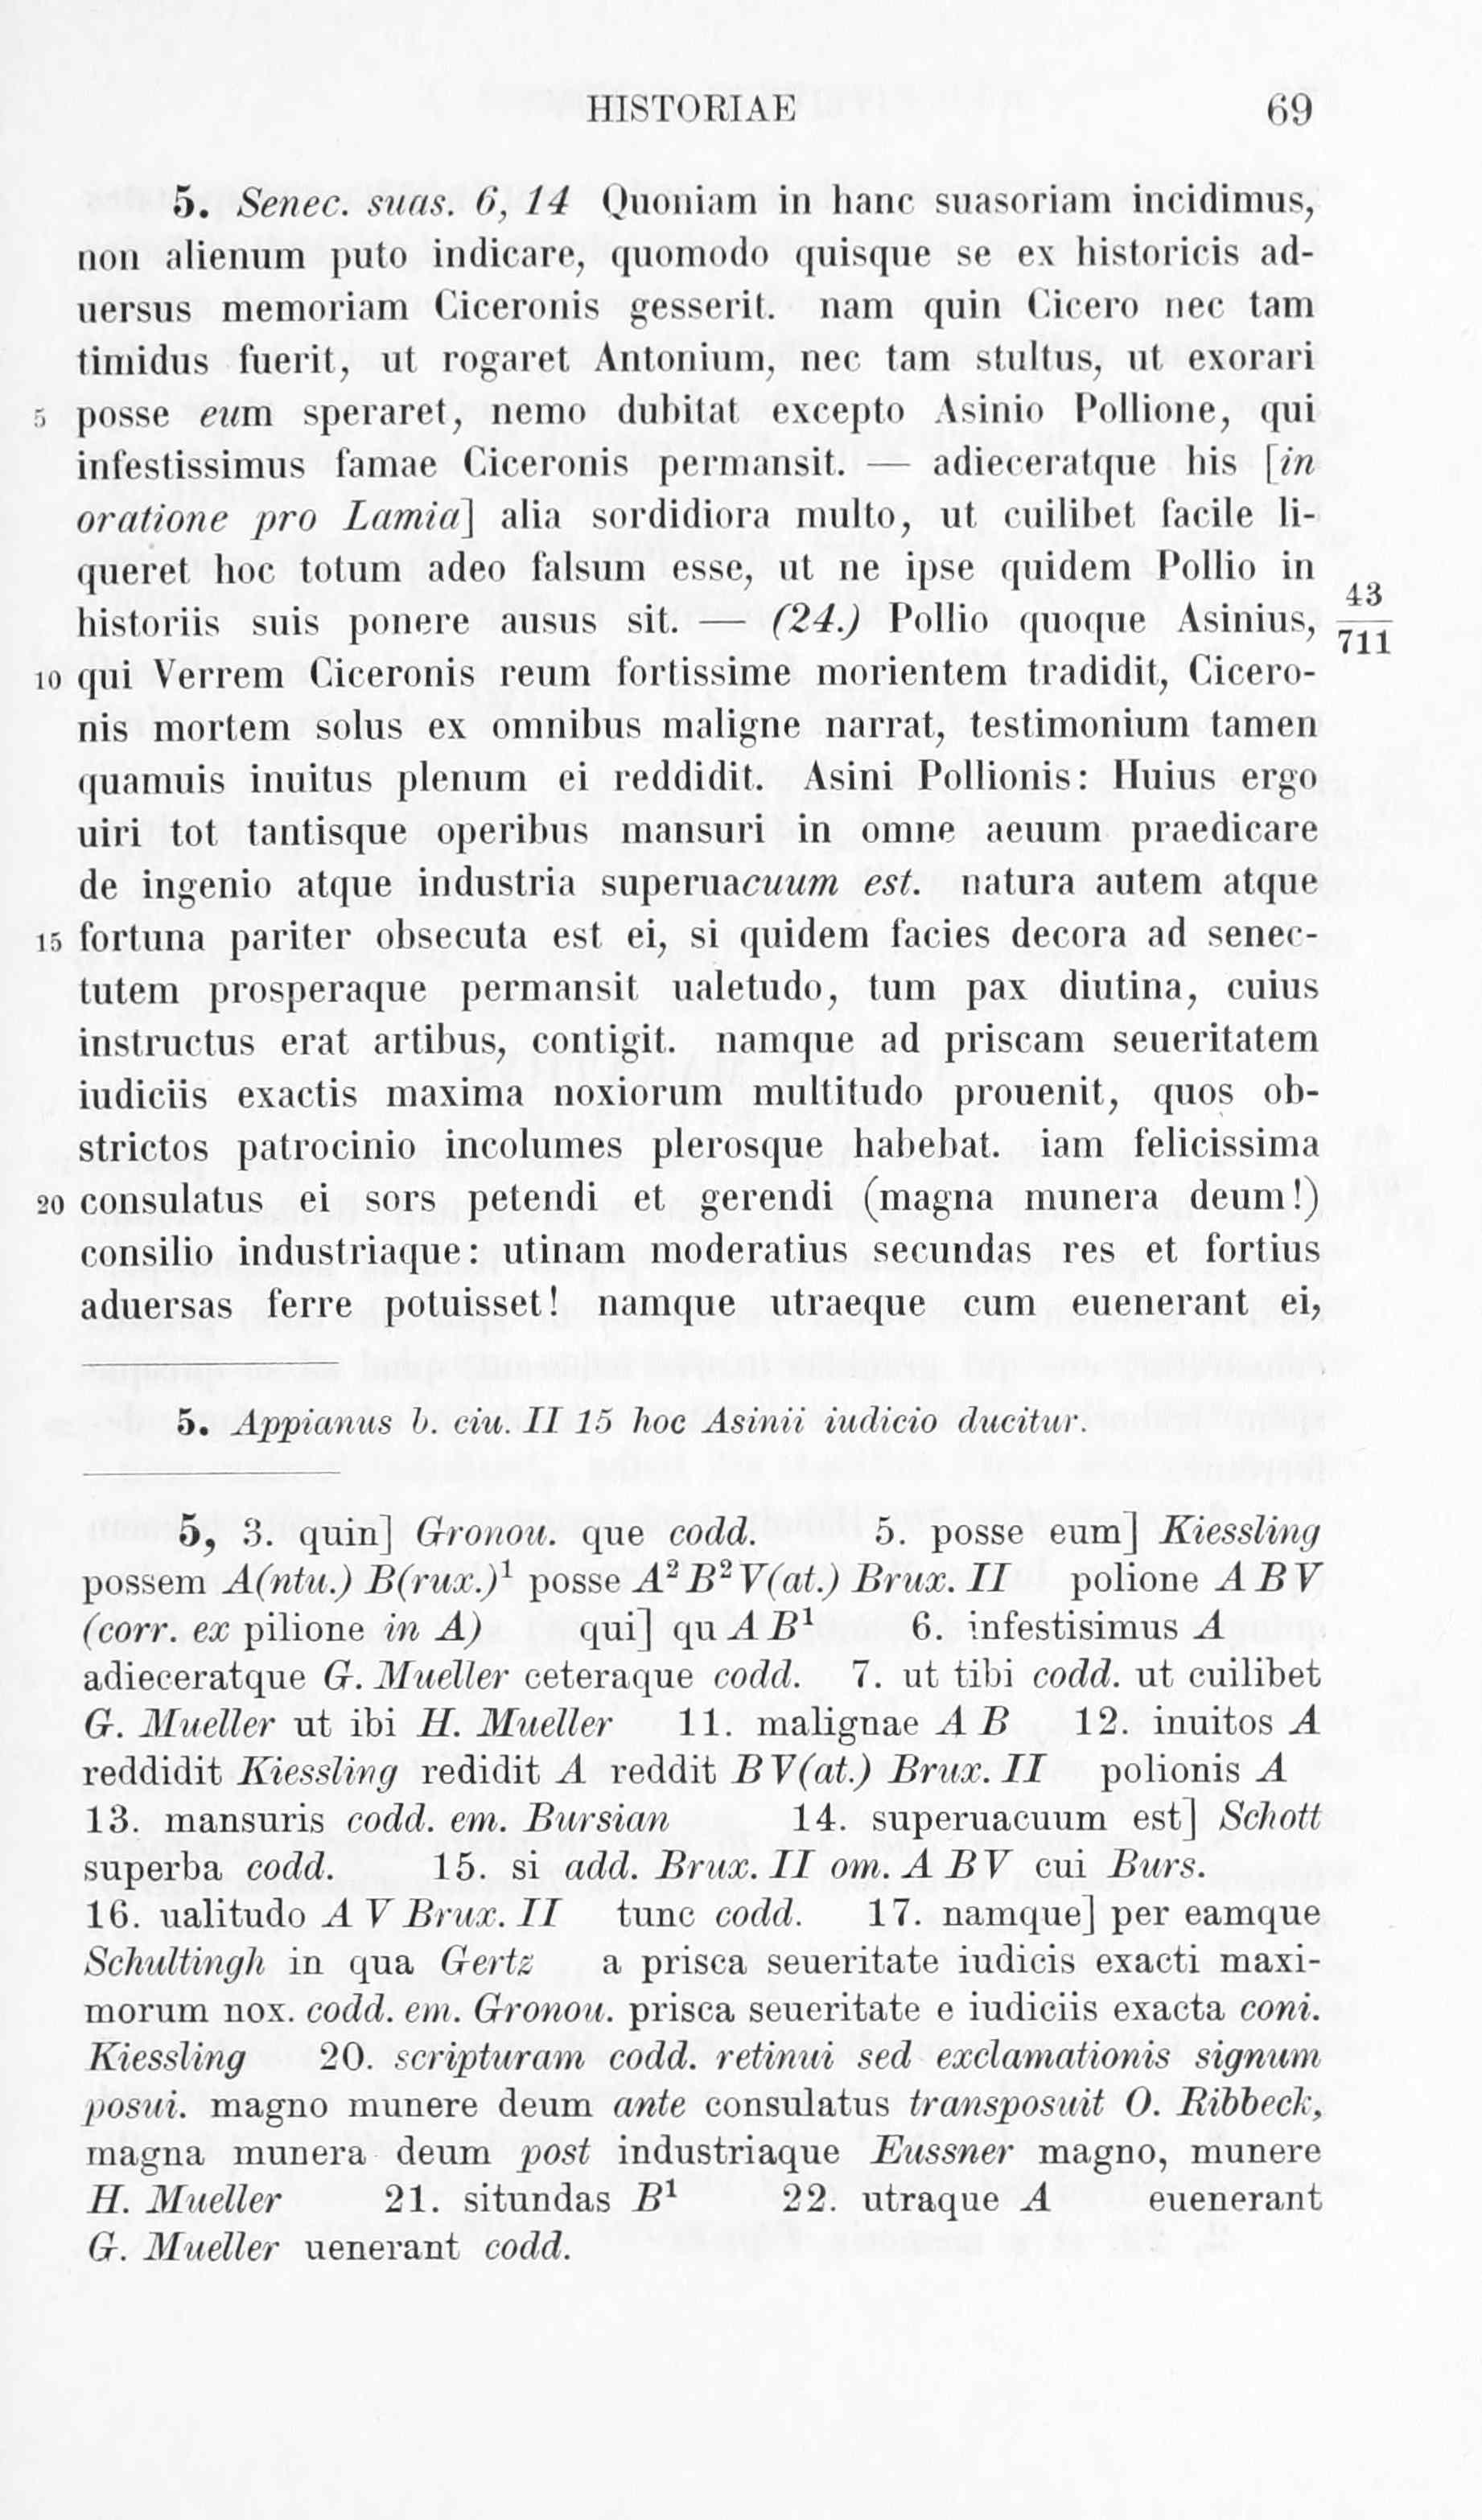 HISTORIAE 69
5. Senec. suas. 6, 14 Quoniam in hanc suasoriam incidimus,
non alienum puto indicare, quomodo quisque se ex historicis ad-
uersus memoriam Ciceronis gesserit. nam quin Cicero nec tam
timidus fuerit, ut rogaret Antonium, nec tam stultus, ut exorari
5 posse eum speraret, nemo dubitat excepto Asinio Pollione, qui
infestissimus famae Ciceronis permansit. — adieceratque his [in
oratione pro Lamia] alia sordidiora multo, ut cuilibet facile li-
queret hoc totum adeo falsum esse, ut ne ipse quidem Pollio in
historiis suis ponere ausus sit. — (24.) Pollio quoque Asinius, 43/711
10 qui Verrem Ciceronis reum fortissime morientem tradidit, Cicero-
nis mortem solus ex omnibus maligne narrat, testimonium tamen
quamuis inuitus plenum ei reddidit. Asini Pollionis: Huius ergo
uiri tot tantisque operibus mansuri in omne aeuum praedicare
de ingenio atque industria superuacuum est. natura autem atque
15 fortuna pariter obsecuta est ei, si quidem facies decora ad senec-
tutem prosperaque permansit ualetudo, tum pax diutina, cuius
instructus erat artibus, contigit. namque ad priscam seueritatem
iudiciis exactis maxima noxiorum multitudo prouenit, quos ob-
strictos patrocinio incolumes plerosque habebat. iam felicissima
20 consulatus ei sors petendi et gerendi (magna munera deum!)
consilio industriaque: utinam moderatius secundas res et fortius
aduersas ferre potuisset! namque utraeque cum euenerant ei,
5. Appianus b. ciu. II 15 hoc Asinii iudicio ducitur.
5, 3. quin] Gronou. que codd. 5. posse eum] Kiessling
possem A(ntu.) B(rux.)¹ posse A² B² V(at.) Brux. II polione A B V
(corr. ex pilione in A) qui] qu A B¹ 6. infestisimus A
adieceratque G. Mueller ceteraque codd. 7. ut tibi codd. ut cuilibet
G. Mueller ut ibi H. Mueller 11. malignae A B 12. inuitos A
reddidit Kiessling redidit A reddit B V(at.) Brux. II polionis A
13. mansuris codd. em. Bursian 14. superuacuum est] Schott
superba codd. 15. si add. Brux. II om. A B V cui Burs.
16. ualitudo A V Brux. II tunc codd. 17. namque] per eamque
Schultingh in qua Gertz a prisca seueritate iudicis exacti maxi-
morum nox. codd. em. Gronou. prisca seueritate e iudiciis exacta coni.
Kiessling 20. scripturam codd. retinui sed exclamationis signum
posui. magno munere deum ante consulatus transposuit O. Ribbeck,
magna munera deum post industriaque Eussner magno, munere
H. Mueller 21. situndas B¹ 22. utraque A euenerant
G. Mueller uenerant codd.